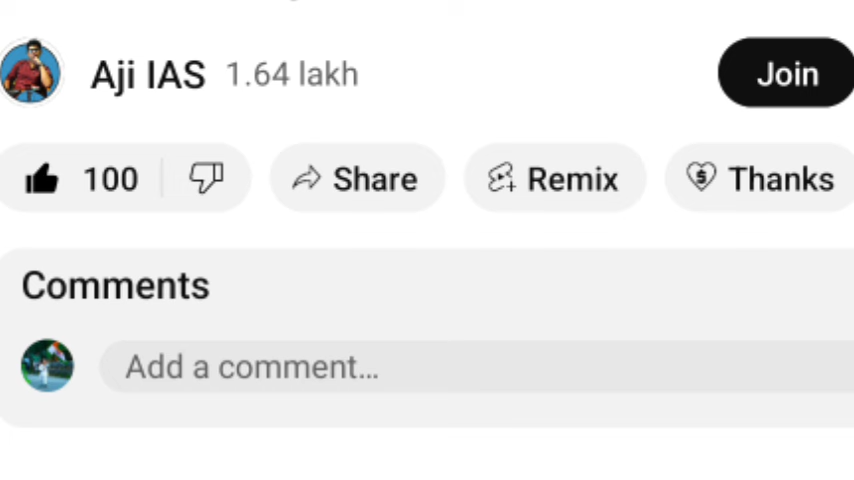 Aji IAS 1.64 lakh Join
100 Share Remix Thanks
Comments
Add a comment...